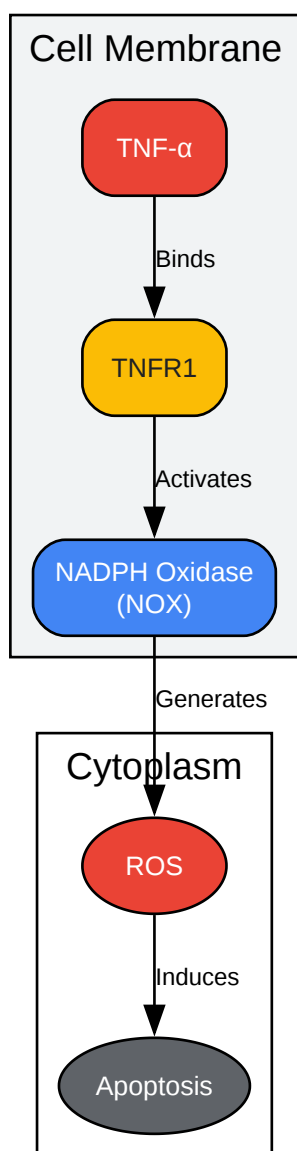 Cell Membrane
TNF-α
Binds
TNFR1
Activates
NADPH Oxidase
(NOX)
Generates
Cytoplasm
ROS
Induces
Apoptosis